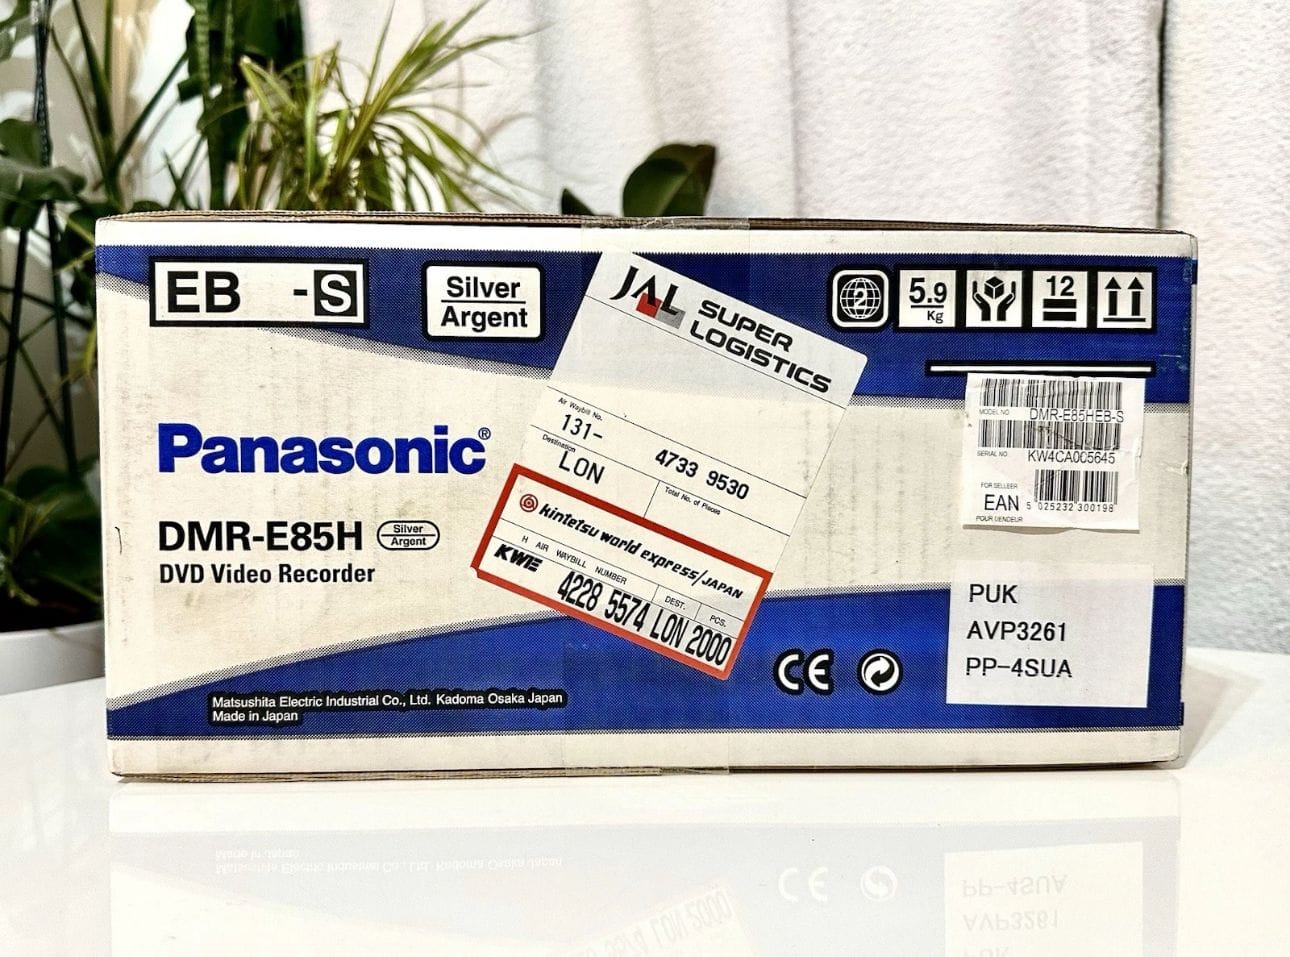 EB -S
Silver
Argent
2
5.9
Kg
12
JAL SUPER
LOGISTICS
Air Waybill No.
131- 4733 9530
Destination
LON
Total No. of Pieces
kintetsu world express/JAPAN
H AIR WAYBILL NUMBER
DEST.
PCS.
KWE
4228 5574 LON 2000
Panasonic®
DMR-E85H
Silver
Argent
DVD Video Recorder
MODEL NO DMR-E85HEB-S
SERIAL NO. KW4CA005645
FOR SELLER
EAN 5 025232 300198
POUR VENDEUR
PUK
AVP3261
PP-4SUA
CE
Matsushita Electric Industrial Co., Ltd. Kadoma Osaka Japan
Made in Japan